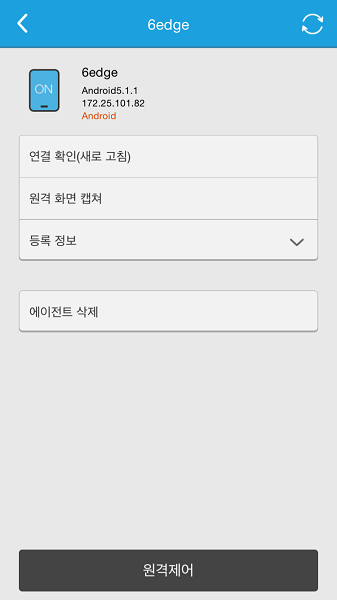 6edge
ON
6edge
Android5.1.1
172.25.101.82
Android
연결 확인(새로 고침)
원격 화면 캡쳐
등록 정보
에이전트 삭제
원격제어